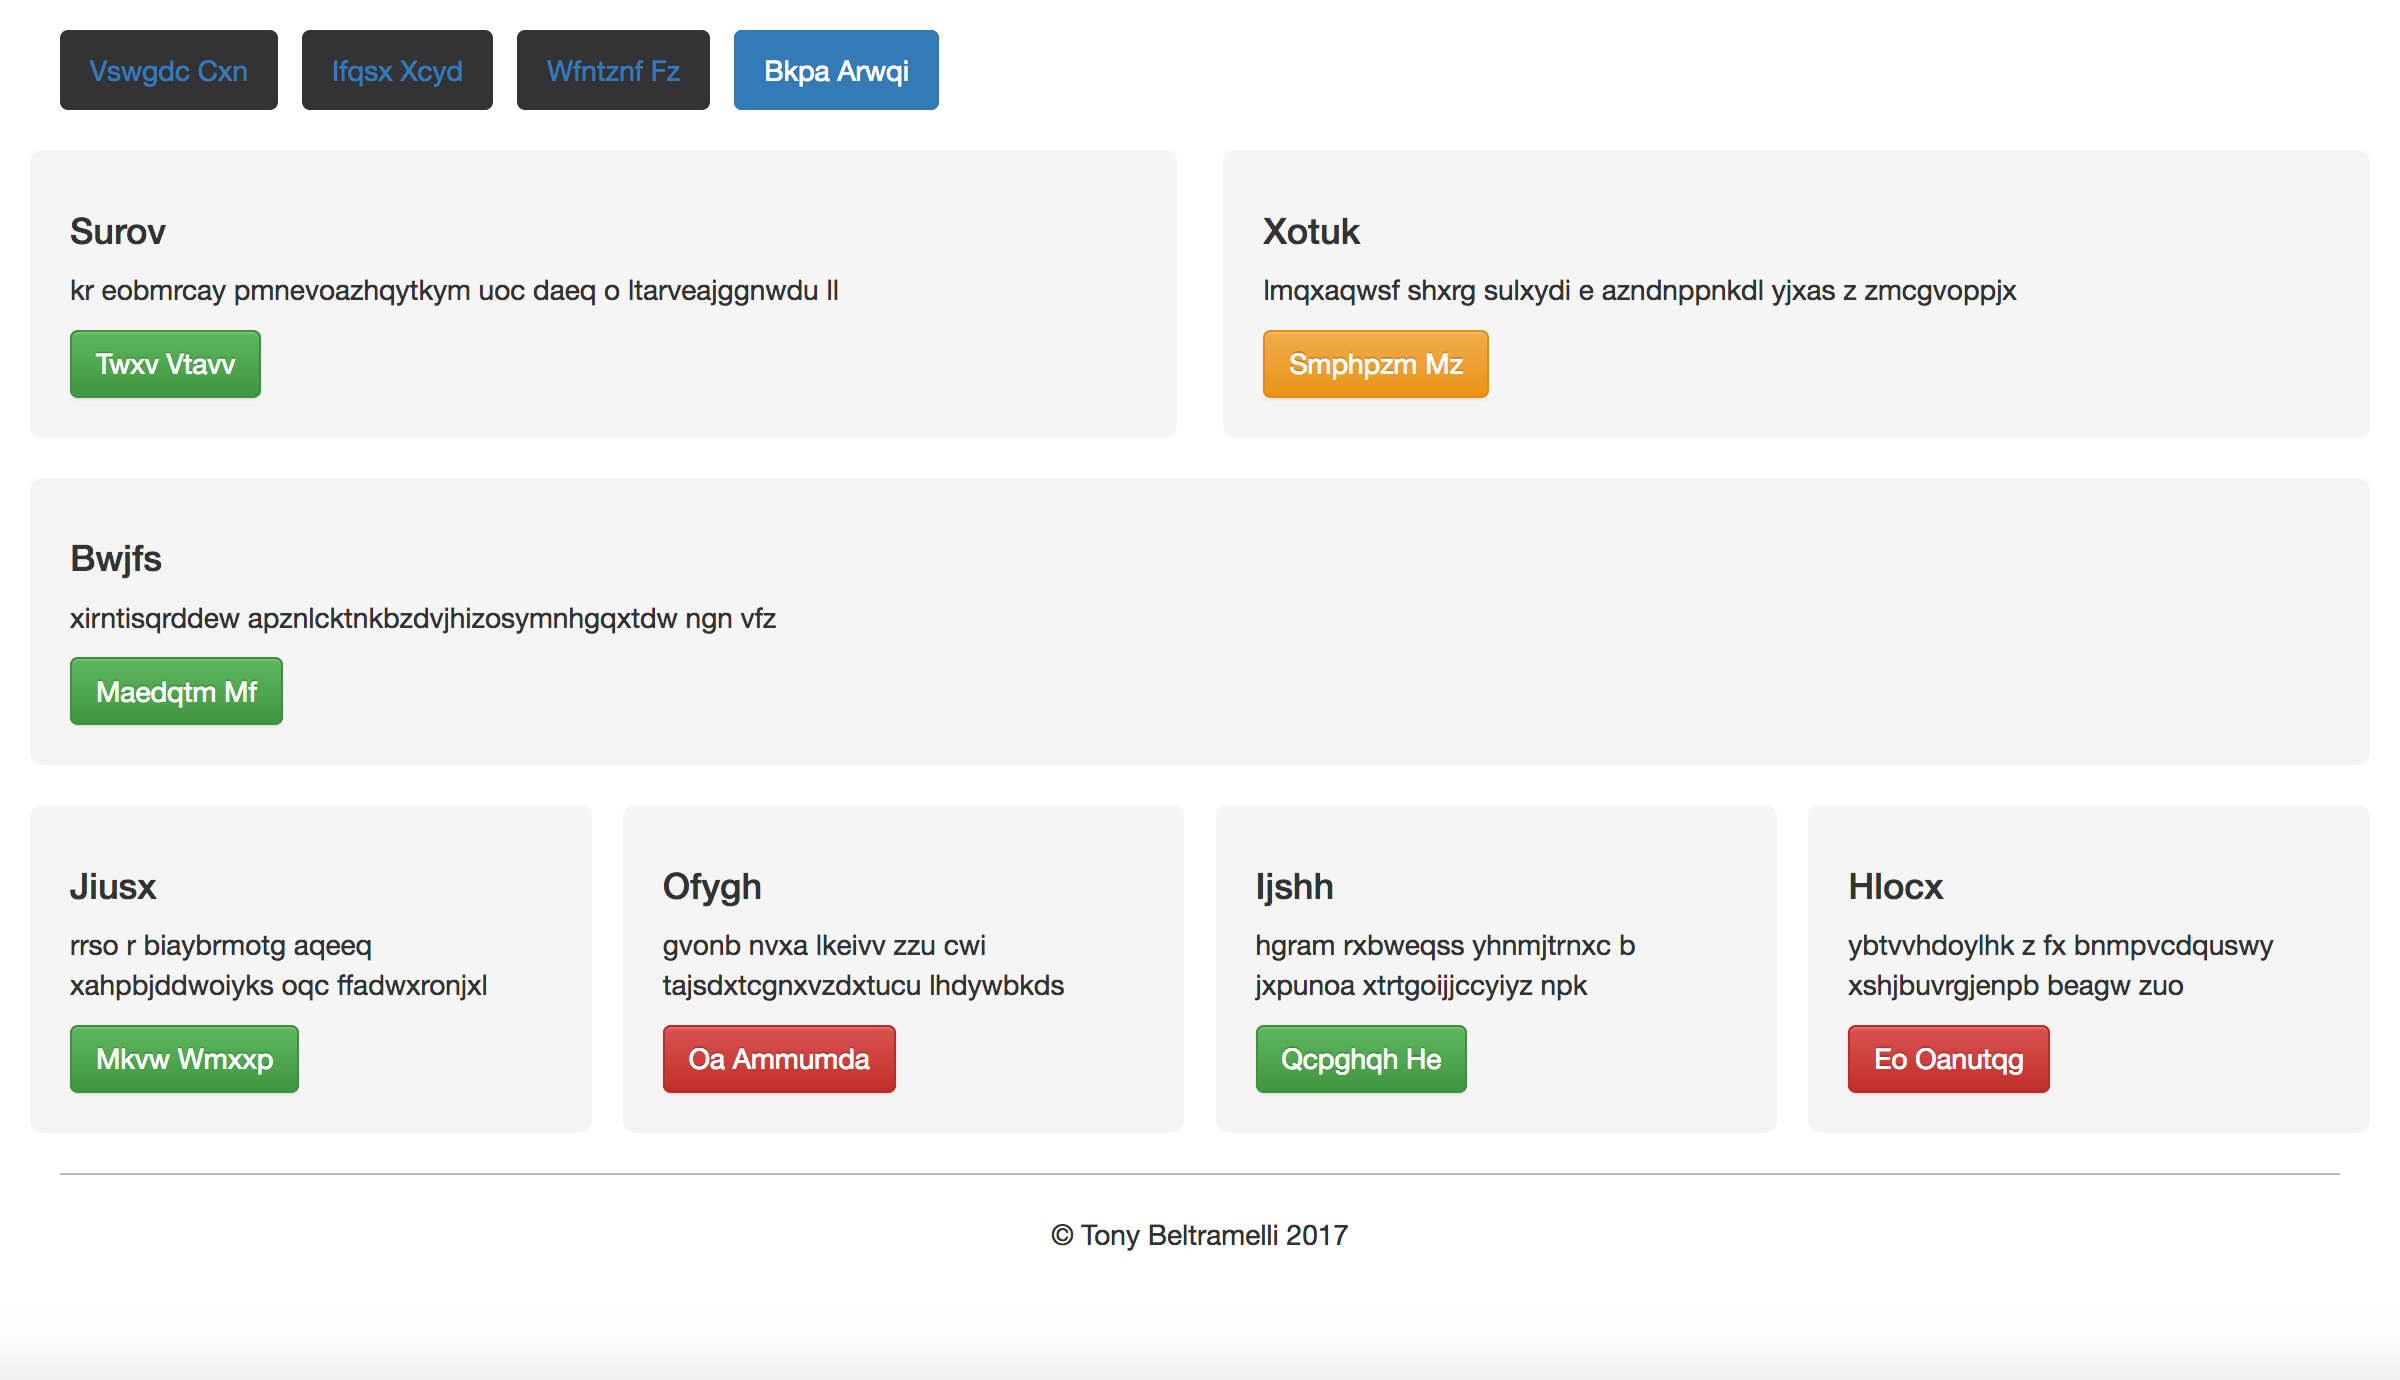 Vswgdc Cxn
Ifqsx Xcyd
Wfntznf Fz
Bkpa Arwqi
Surov
kr eobmrcay pmnevoazhqytkym uoc daeq o ltarveajggnwdu ll
Twxv Vtavv
Xotuk
lmqxaqwsf shxrg sulxydi e azndnppnkdl yjxas z zmcgvoppjx
Smphpzm Mz
Bwjfs
xirntisqrddew apznlcktnkbzdvjhizosymnhgqxtdw ngn vfz
Maedqtm Mf
Jiusx
rrso r biaybrmotg aqeeq
xahpbjddwoiyks oqc ffadwxronjxl
Mkvw Wmxxp
Ofygh
gvonb nvxa lkeivv zzu cwi
tajsdxtcgnxvzdxtucu lhdywbkds
Oa Ammumda
Ijshh
hgram rxbweqss yhnmjtrnxc b
jxpunoa xtrtgoijjccyiyz npk
Qcpghqh He
Hlocx
ybtvvhdoylhk z fx bnmpvcdquswy
xshjbuvrgjenpb beagw zuo
Eo Oanutqg
© Tony Beltramelli 2017